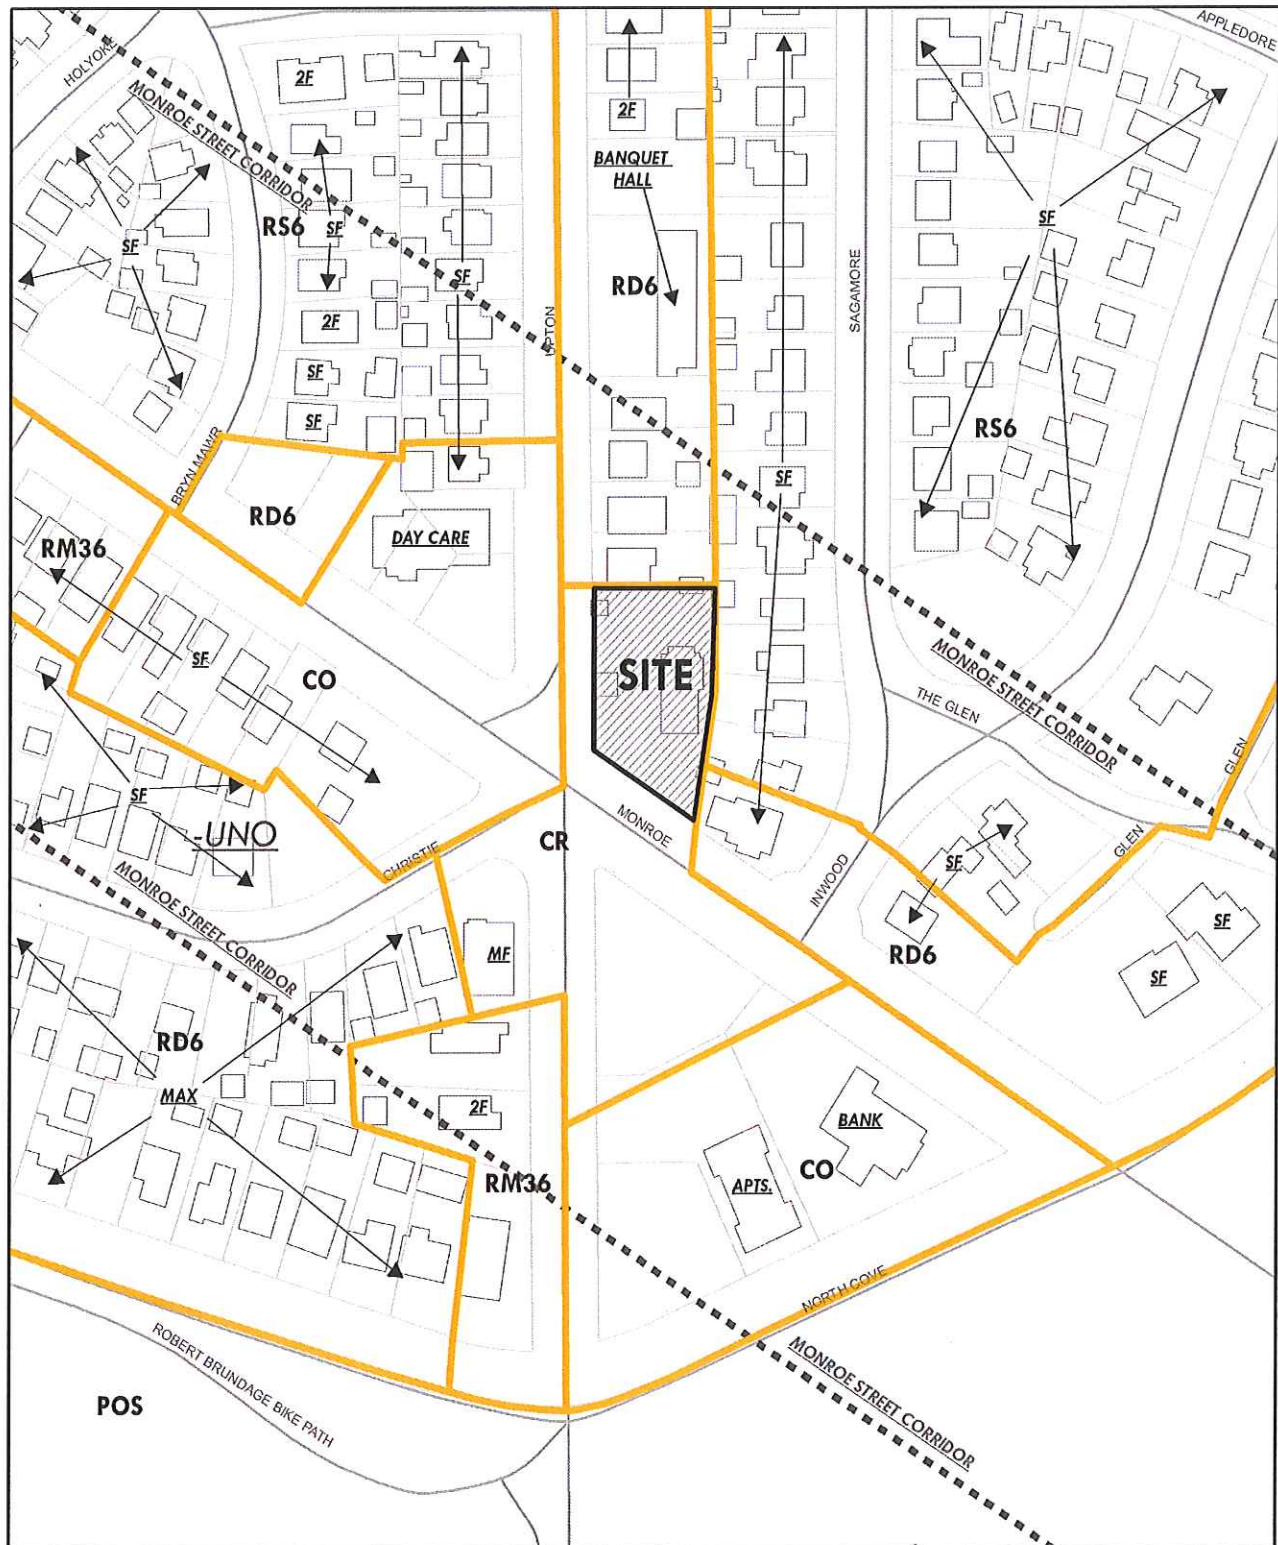 APPLEDORE
HOLYOKE
2F
MONROE STREET CORRIDOR
2F
BANQUET
HALL
SF
RS6
SF
SF
SF
RD6
UPTON
SAGAMORE
2F
SF
SF
RS6
SF
BRYN MAWR
RD6
DAY CARE
RM36
SF
CO
SITE
MONROE STREET CORRIDOR
THE GLEN
GLEN
SF
-UNO
MONROE
CR
CHRISTIE
GLEN
INWOOD
SF
MONROE STREET CORRIDOR
MF
RD6
SF
SF
RD6
MAX
2F
BANK
RM36
APTS.
CO
NORTH COVE
ROBERT BRUNDAGE BIKE PATH
POS
MONROE STREET CORRIDOR